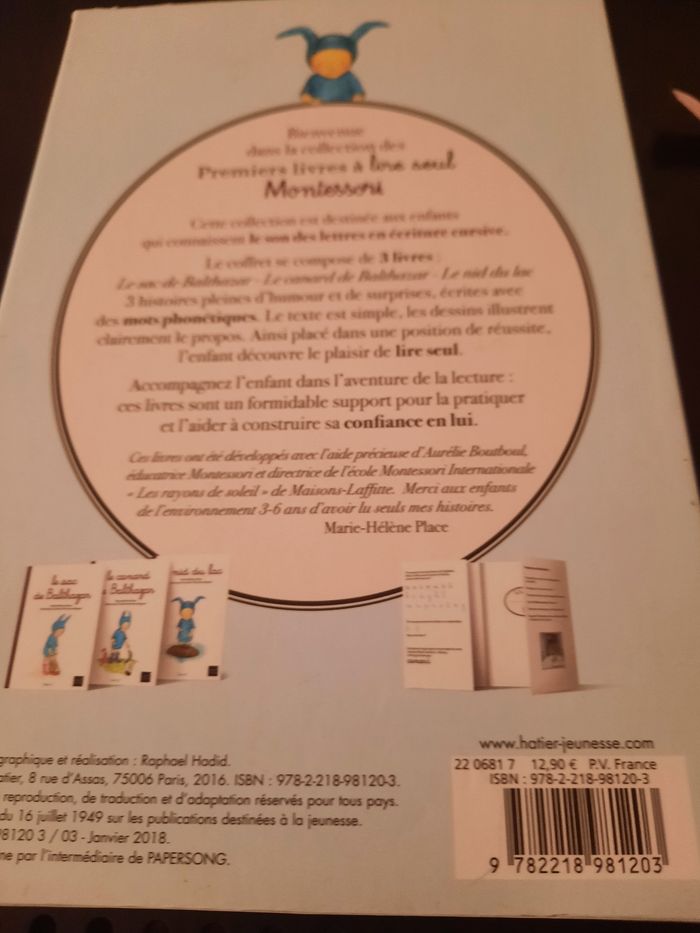 Bienvenue
dans la collection des
Premiers livres à lire seul
Montessori
Cette collection est destinée aux enfants
qui connaissent le son des lettres en écriture cursive.
Le coffret se compose de 3 livres :
Le sac de Balthazar - Le canard de Balthazar - Le nid du lac
3 histoires pleines d'humour et de surprises, écrites avec
des mots phonétiques. Le texte est simple, les dessins illustrent
clairement le propos. Ainsi placé dans une position de réussite,
l'enfant découvre le plaisir de lire seul.
Accompagnez l'enfant dans l'aventure de la lecture :
ces livres sont un formidable support pour la pratiquer
et l'aider à construire sa confiance en lui.
Ces livres ont été développés avec l'aide précieuse d'Aurélie Boutboul,
éducatrice Montessori et directrice de l'école Montessori Internationale
« Les rayons de soleil » de Maisons-Laffitte. Merci aux enfants
de l'environnement 3-6 ans d'avoir lu seuls mes histoires.
Marie-Hélène Place
le sac
de Balthazar
le canard
Balthazar
nid du lac
graphique et réalisation : Raphael Hadid.
atier, 8 rue d'Assas, 75006 Paris, 2016. ISBN : 978-2-218-98120-3.
reproduction, de traduction et d'adaptation réservés pour tous pays.
du 16 juillet 1949 sur les publications destinées à la jeunesse.
98120 3 / 03 - Janvier 2018.
ne par l'intermédiaire de PAPERSONG.
www.hatier-jeunesse.com
22 0681 7 12,90 € P.V. France
ISBN : 978-2-218-98120-3
9 782218 981203